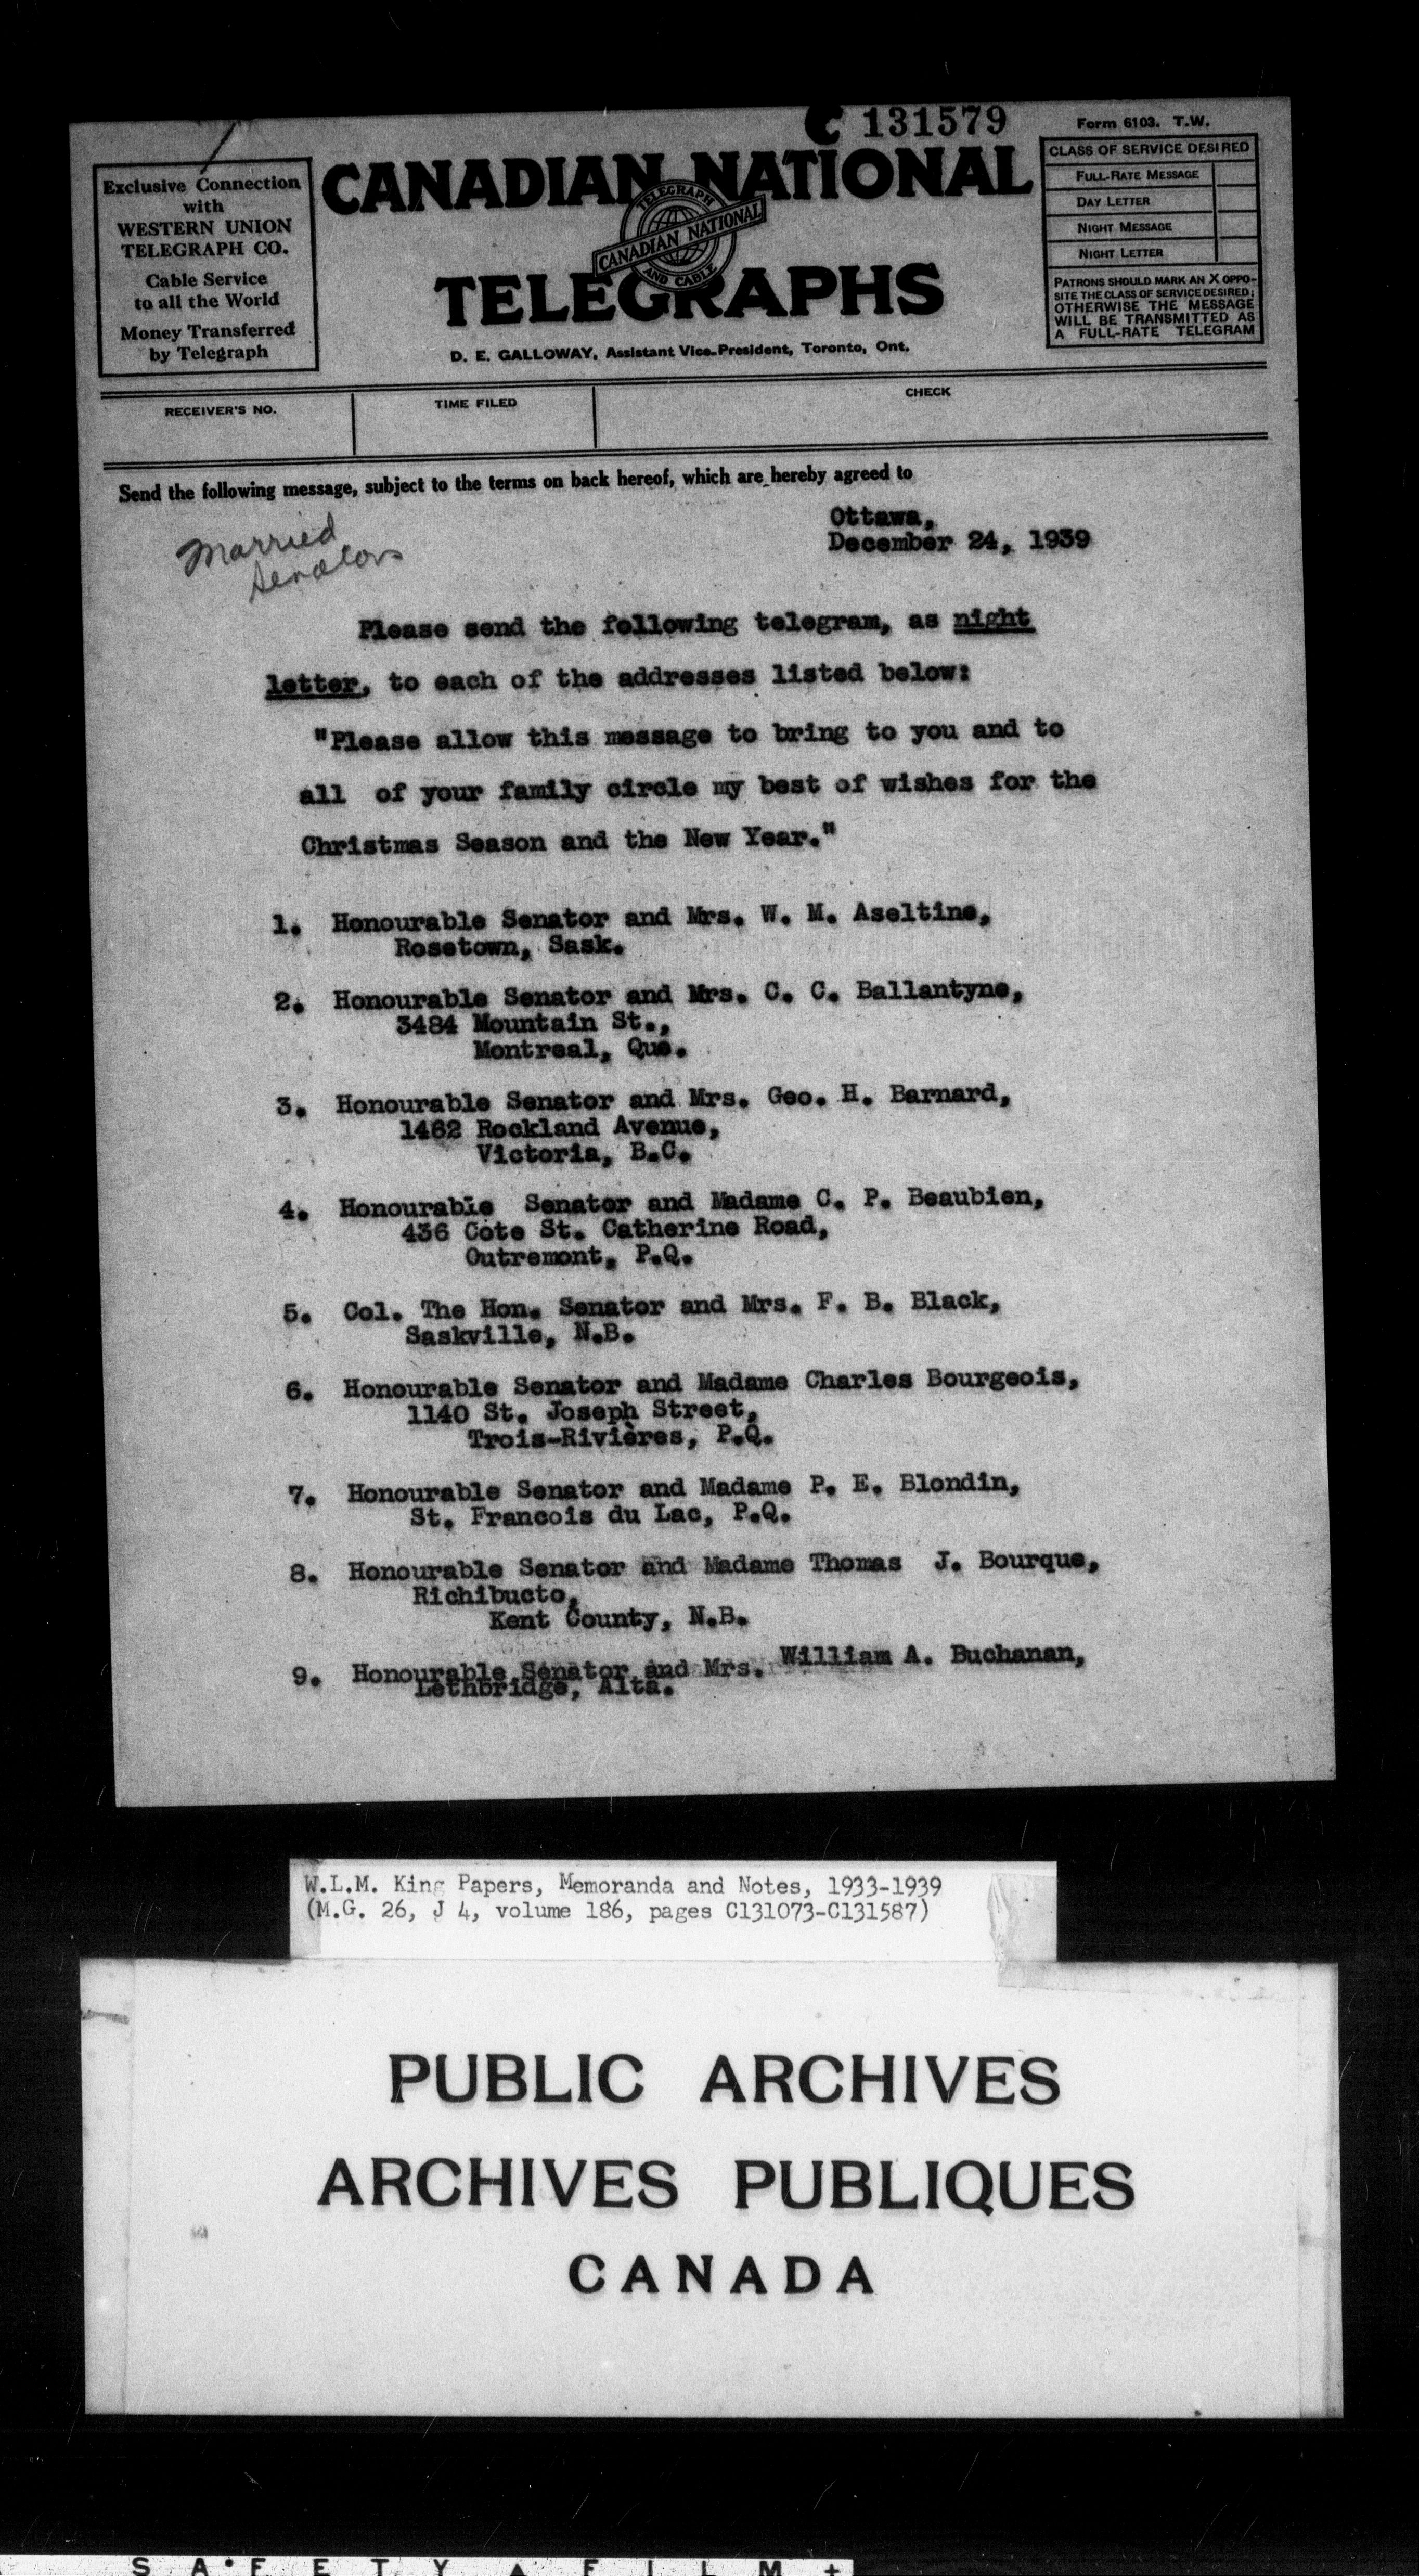 C 131579
Form 6103. T.W.
Exclusive Connection
with
WESTERN UNION
TELEGRAPH CO.
Cable Service
to all the World
Money Transferred
by Telegraph
CANADIAN NATIONAL
TELEGRAPH
CANADIAN NATIONAL
AND CABLE
TELEGRAPHS
D. E. GALLOWAY, Assistant Vice-President, Toronto, Ont.
CLASS OF SERVICE DESIRED
FULL-RATE MESSAGE
DAY LETTER
NIGHT MESSAGE
NIGHT LETTER
PATRONS SHOULD MARK AN X OPPO-
SITE THE CLASS OF SERVICE DESIRED;
OTHERWISE THE MESSAGE
WILL BE TRANSMITTED AS
A FULL-RATE TELEGRAM
RECEIVER'S NO.
TIME FILED
CHECK
Send the following message, subject to the terms on back hereof, which are hereby agreed to
Married
Senators
Ottawa,
December 24, 1939
Please send the following telegram, as night
letter, to each of the addresses listed below:
"Please allow this message to bring to you and to
all of your family circle my best of wishes for the
Christmas Season and the New Year."
1. Honourable Senator and Mrs. W. M. Aseltine,
Rosetown, Sask.
2. Honourable Senator and Mrs. C. C. Ballantyne,
3484 Mountain St.,
Montreal, Que.
3. Honourable Senator and Mrs. Geo. H. Barnard,
1462 Rockland Avenue,
Victoria, B.C.
4. Honourable Senator and Madame C. P. Beaubien,
436 Cote St. Catherine Road,
Outremont, P.Q.
5. Col. The Hon. Senator and Mrs. F. B. Black,
Saskville, N.B.
6. Honourable Senator and Madame Charles Bourgeois,
1140 St. Joseph Street,
Trois-Rivières, P.Q.
7. Honourable Senator and Madame P. E. Blondin,
St. Francois du Lac, P.Q.
8. Honourable Senator and Madame Thomas J. Bourque,
Richibucto,
Kent County, N.B.
9. Honourable Senator and Mrs. William A. Buchanan,
Lethbridge, Alta.
W.L.M. King Papers, Memoranda and Notes, 1933-1939
(M.G. 26, J 4, volume 186, pages C131073-C131587)
PUBLIC ARCHIVES
ARCHIVES PUBLIQUES
CANADA
SAFETY ▲ FILM +